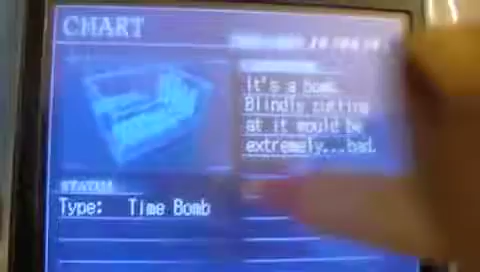 CHART
It's a bomb.
Blindly cutting
at it would be
extremely...bad.
STATUS
Type: Time Bomb